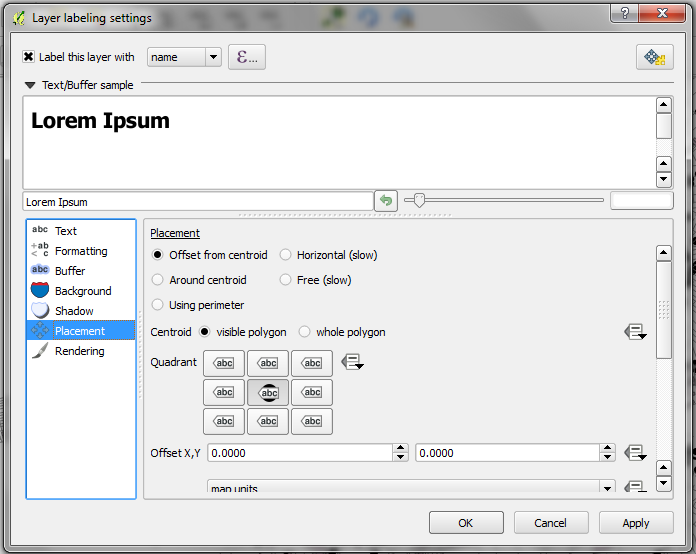 Layer labeling settings
?
Label this layer with name ε...
Text/Buffer sample
Lorem Ipsum
Lorem Ipsum
abc Text
+ab < c Formatting
abc Buffer
Background
Shadow
Placement
Rendering
Placement
Offset from centroid Horizontal (slow)
Around centroid Free (slow)
Using perimeter
Centroid visible polygon whole polygon
Quadrant abc abc abc
abc abc abc
abc abc abc
Offset X,Y 0.0000 0.0000
map units
OK Cancel Apply